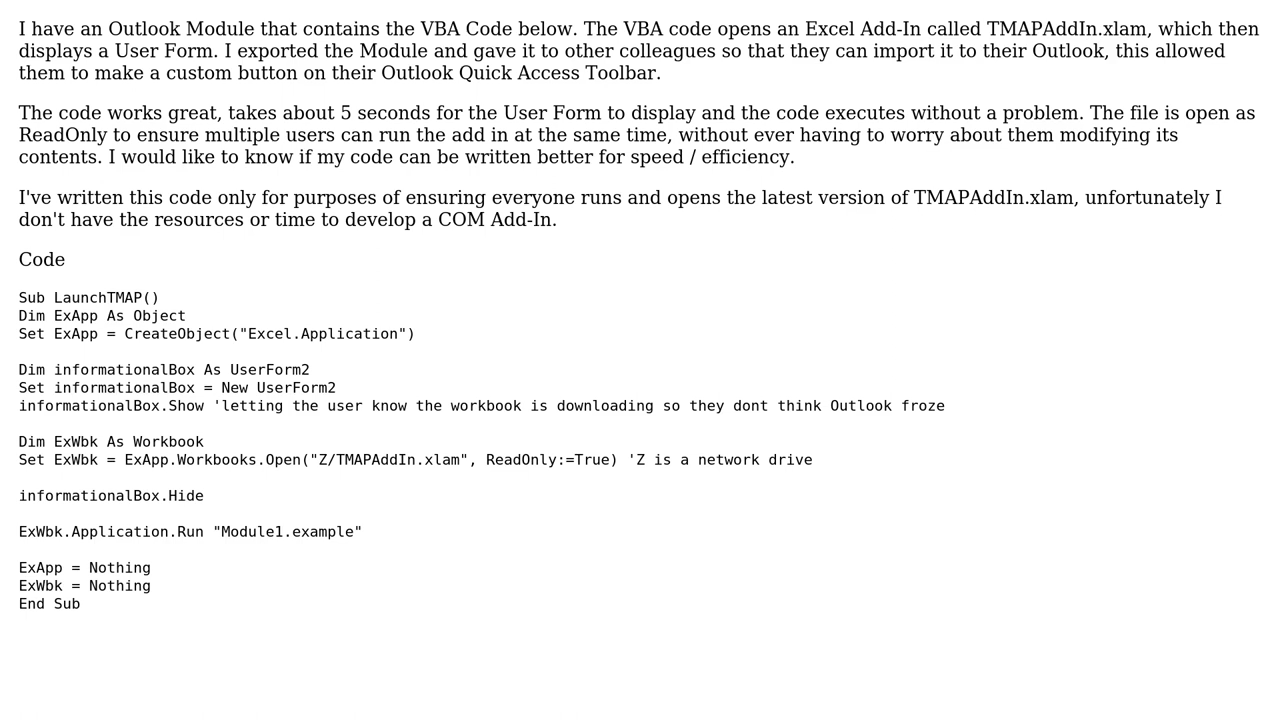 I have an Outlook Module that contains the VBA Code below. The VBA code opens an Excel Add-In called TMAPAddIn.xlam, which then
displays a User Form. I exported the Module and gave it to other colleagues so that they can import it to their Outlook, this allowed
them to make a custom button on their Outlook Quick Access Toolbar.
The code works great, takes about 5 seconds for the User Form to display and the code executes without a problem. The file is open as
ReadOnly to ensure multiple users can run the add in at the same time, without ever having to worry about them modifying its
contents. I would like to know if my code can be written better for speed / efficiency.
I've written this code only for purposes of ensuring everyone runs and opens the latest version of TMAPAddIn.xlam, unfortunately I
don't have the resources or time to develop a COM Add-In.
Code
Sub LaunchTMAP()
Dim ExApp As Object
Set ExApp = CreateObject("Excel.Application")
Dim informationalBox As UserForm2
Set informationalBox = New UserForm2
informationalBox.Show 'letting the user know the workbook is downloading so they dont think Outlook froze
Dim ExWbk As Workbook
Set ExWbk = ExApp.Workbooks.Open("Z/TMAPAddIn.xlam", ReadOnly:=True) 'Z is a network drive
informationalBox.Hide
ExWbk.Application.Run "Module1.example"
ExApp = Nothing
ExWbk = Nothing
End Sub